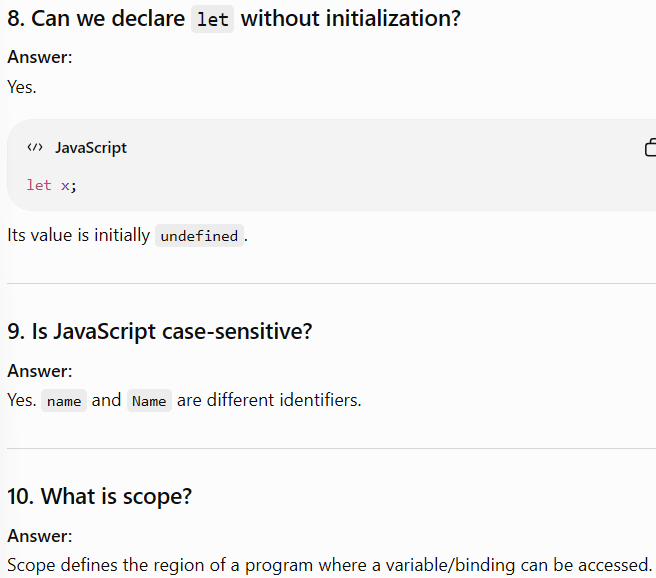 8. Can we declare let without initialization?
Answer:
Yes.
JavaScript
let x;
Its value is initially undefined.
9. Is JavaScript case-sensitive?
Answer:
Yes. name and Name are different identifiers.
10. What is scope?
Answer:
Scope defines the region of a program where a variable/binding can be accessed.